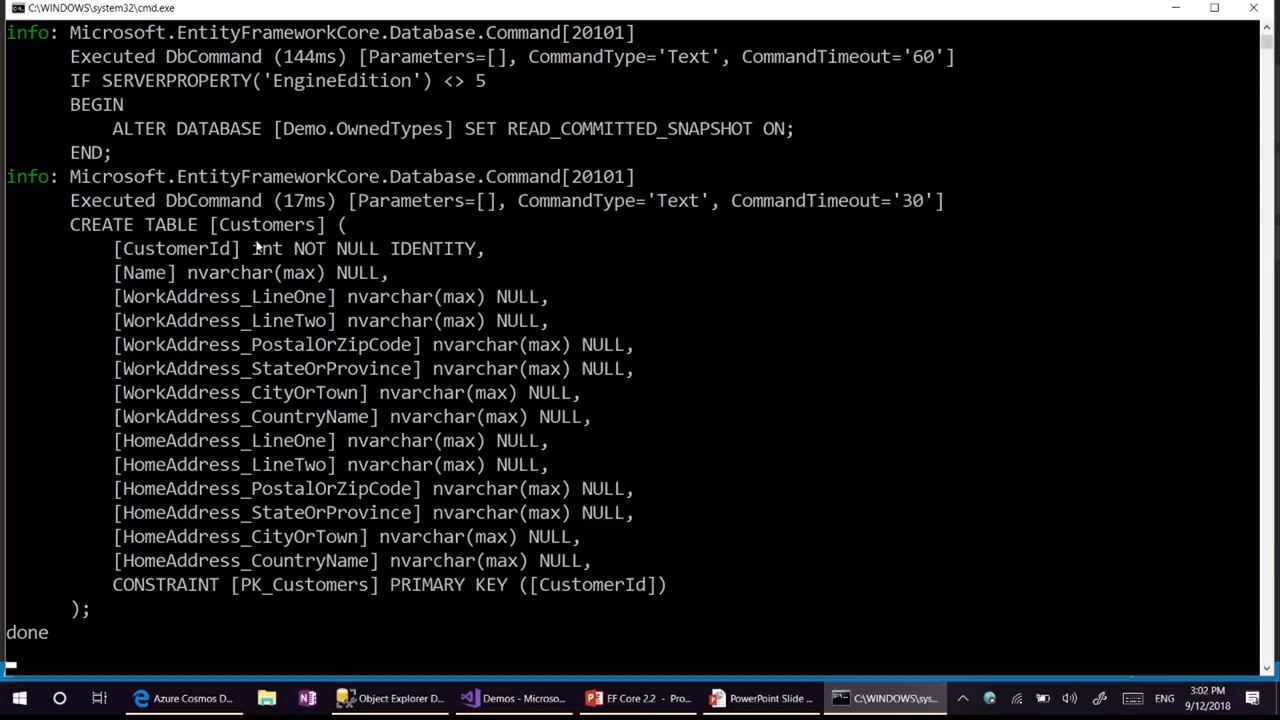 C:\WINDOWS\system32\cmd.exe
info: Microsoft.EntityFrameworkCore.Database.Command[20101]
Executed DbCommand (144ms) [Parameters=[], CommandType='Text', CommandTimeout='60']
IF SERVERPROPERTY('EngineEdition') <> 5
BEGIN
ALTER DATABASE [Demo.OwnedTypes] SET READ_COMMITTED_SNAPSHOT ON;
END;
info: Microsoft.EntityFrameworkCore.Database.Command[20101]
Executed DbCommand (17ms) [Parameters=[], CommandType='Text', CommandTimeout='30']
CREATE TABLE [Customers] (
[CustomerId] int NOT NULL IDENTITY,
[Name] nvarchar(max) NULL,
[WorkAddress_LineOne] nvarchar(max) NULL,
[WorkAddress_LineTwo] nvarchar(max) NULL,
[WorkAddress_PostalOrZipCode] nvarchar(max) NULL,
[WorkAddress_StateOrProvince] nvarchar(max) NULL,
[WorkAddress_CityOrTown] nvarchar(max) NULL,
[WorkAddress_CountryName] nvarchar(max) NULL,
[HomeAddress_LineOne] nvarchar(max) NULL,
[HomeAddress_LineTwo] nvarchar(max) NULL,
[HomeAddress_PostalOrZipCode] nvarchar(max) NULL,
[HomeAddress_StateOrProvince] nvarchar(max) NULL,
[HomeAddress_CityOrTown] nvarchar(max) NULL,
[HomeAddress_CountryName] nvarchar(max) NULL,
CONSTRAINT [PK_Customers] PRIMARY KEY ([CustomerId])
);
done
Azure Cosmos D... Object Explorer D... Demos - Microso... EF Core 2.2 - Pro... PowerPoint Slide ... C:\WINDOWS\sys... ENG 3:02 PM
9/12/2018